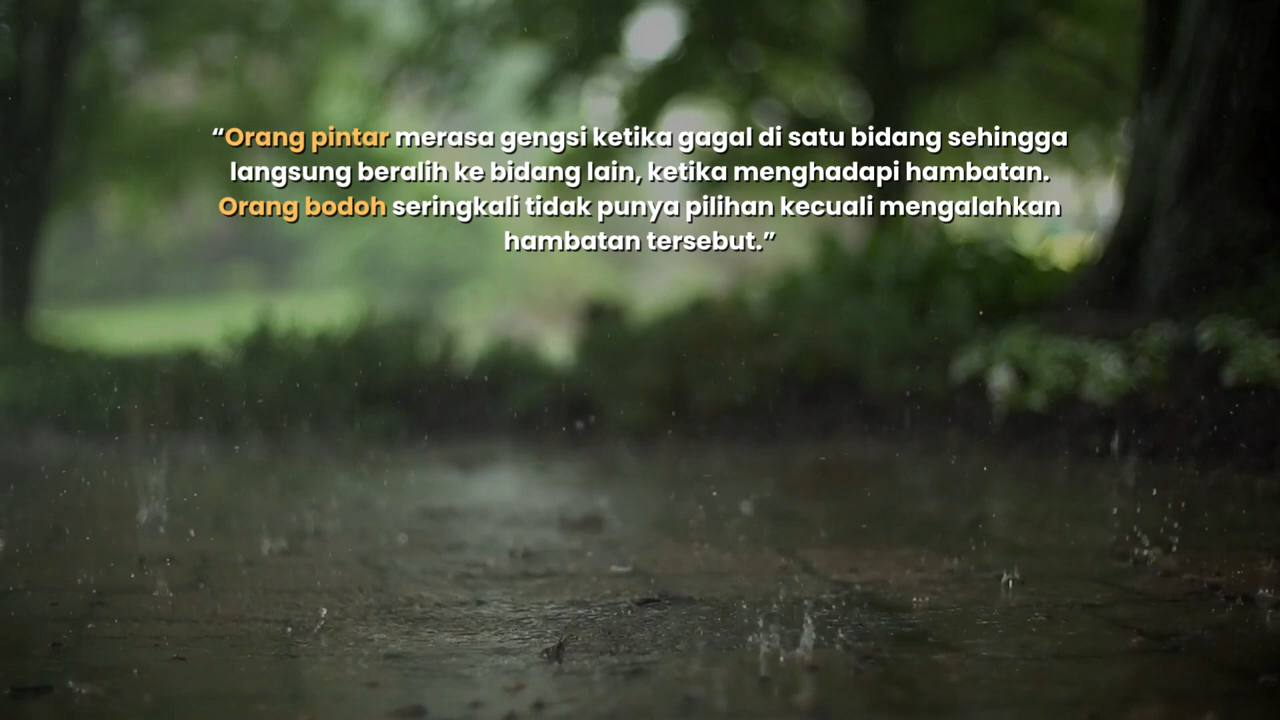 “Orang pintar merasa gengsi ketika gagal di satu bidang sehingga
langsung beralih ke bidang lain, ketika menghadapi hambatan.
Orang bodoh seringkali tidak punya pilihan kecuali mengalahkan
hambatan tersebut.”